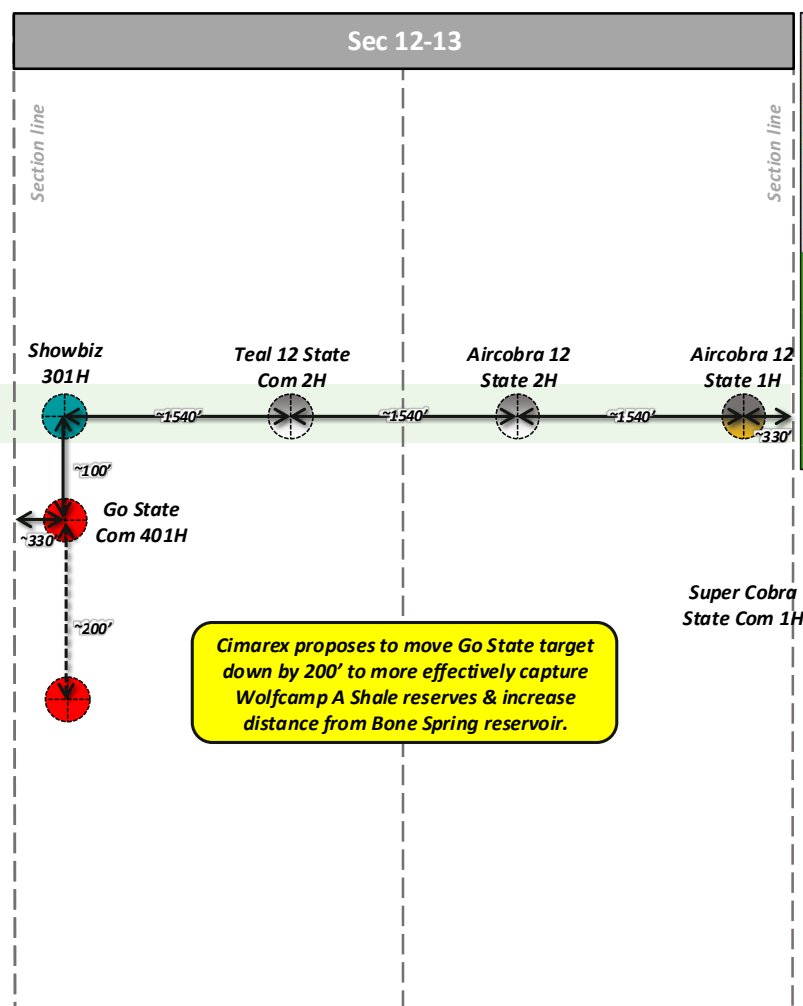 Sec 12-13
Section line
Section line
Showbiz
301H
Teal 12 State
Com 2H
Aircobra 12
State 2H
Aircobra 12
State 1H
~1540'
~1540'
~1540'
~330'
~100'
Go State
Com 401H
~330'
~200'
Super Cobra
State Com 1H
Cimarex proposes to move Go State target
down by 200' to more effectively capture
Wolfcamp A Shale reserves & increase
distance from Bone Spring reservoir.